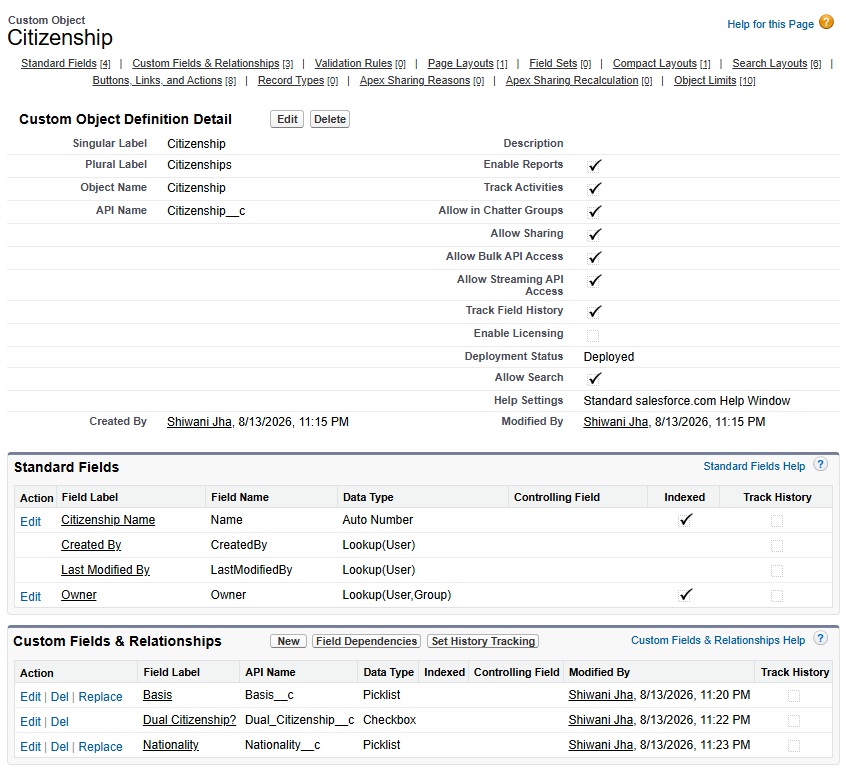 Custom Object
Citizenship
Help for this Page ?
Standard Fields [4] | Custom Fields & Relationships [3] | Validation Rules [0] | Page Layouts [1] | Field Sets [0] | Compact Layouts [1] | Search Layouts [6] |
Buttons, Links, and Actions [8] | Record Types [0] | Apex Sharing Reasons [0] | Apex Sharing Recalculation [0] | Object Limits [10]
Custom Object Definition Detail Edit Delete
Singular Label Citizenship Description
Plural Label Citizenships Enable Reports ✓
Object Name Citizenship Track Activities ✓
API Name Citizenship__c Allow in Chatter Groups ✓
Allow Sharing ✓
Allow Bulk API Access ✓
Allow Streaming API
Access ✓
Track Field History ✓
Enable Licensing
Deployment Status Deployed
Allow Search ✓
Help Settings Standard salesforce.com Help Window
Created By Shiwani Jha, 8/13/2026, 11:15 PM Modified By Shiwani Jha, 8/13/2026, 11:15 PM
Standard Fields Standard Fields Help ?
Action Field Label Field Name Data Type Controlling Field Indexed Track History
Edit Citizenship Name Name Auto Number ✓
Created By CreatedBy Lookup(User)
Last Modified By LastModifiedBy Lookup(User)
Edit Owner Owner Lookup(User,Group) ✓
Custom Fields & Relationships New Field Dependencies Set History Tracking Custom Fields & Relationships Help ?
Action Field Label API Name Data Type Indexed Controlling Field Modified By Track History
Edit | Del | Replace Basis Basis__c Picklist Shiwani Jha, 8/13/2026, 11:20 PM
Edit | Del Dual Citizenship? Dual_Citizenship__c Checkbox Shiwani Jha, 8/13/2026, 11:22 PM
Edit | Del | Replace Nationality Nationality__c Picklist Shiwani Jha, 8/13/2026, 11:23 PM